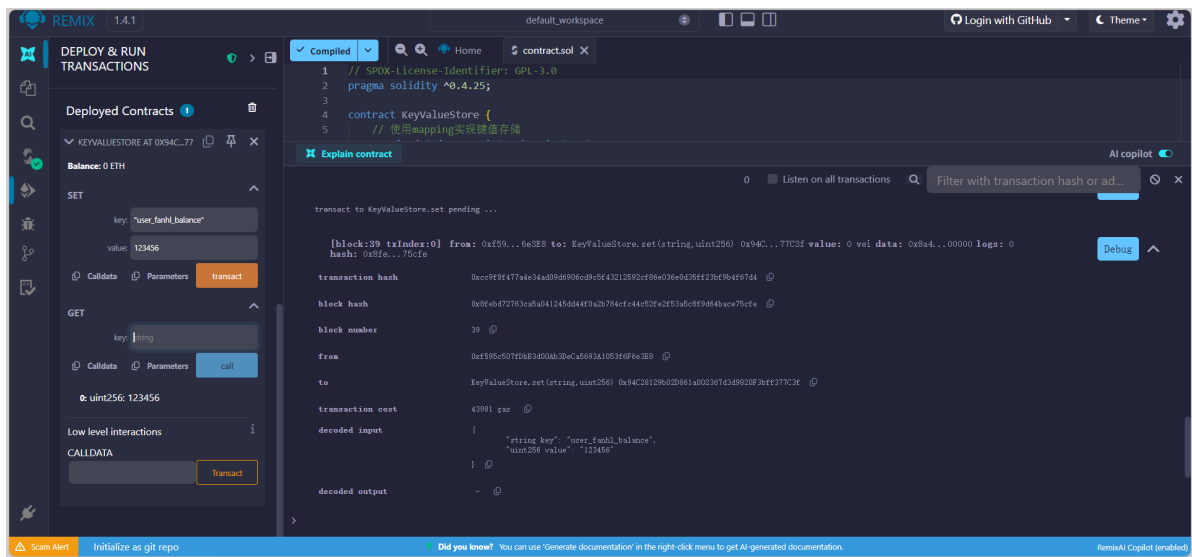 REMIX 1.4.1
default_workspace
Login with GitHub
Theme
DEPLOY & RUN
TRANSACTIONS
Deployed Contracts 1
KEYVALUESTORE AT 0X94C...77
Balance: 0 ETH
SET
key: "user_fanhl_balance"
value: 123456
Calldata Parameters transact
GET
key: string
Calldata Parameters call
0: uint256: 123456
Low level interactions i
CALLDATA
Transact
Compiled
Home
contract.sol
1 // SPDX-License-Identifier: GPL-3.0
2 pragma solidity ^0.4.25;
3
4 contract KeyValueStore {
5 // 使用mapping实现键值存储
Explain contract
AI copilot
0 Listen on all transactions
Filter with transaction hash or ad...
transact to KeyValueStore.set pending ...
[block:39 txIndex:0] from: 0xf59...6e3E8 to: KeyValueStore.set(string,uint256) 0x94C...77C3f value: 0 wei data: 0x8a4...00000 logs: 0
hash: 0x8fe...75cfe
Debug
transaction hash
block hash
block number 39
from
to KeyValueStore.set(string,uint256)
transaction cost 43981 gas
decoded input {
"string key": "user_fanhl_balance",
"uint256 value": "123456"
}
decoded output -
>
Scam Alert
Initialize as git repo
Did you know? You can use 'Generate documentation' in the right-click menu to get AI-generated documentation.
RemixAI Copilot (enabled)